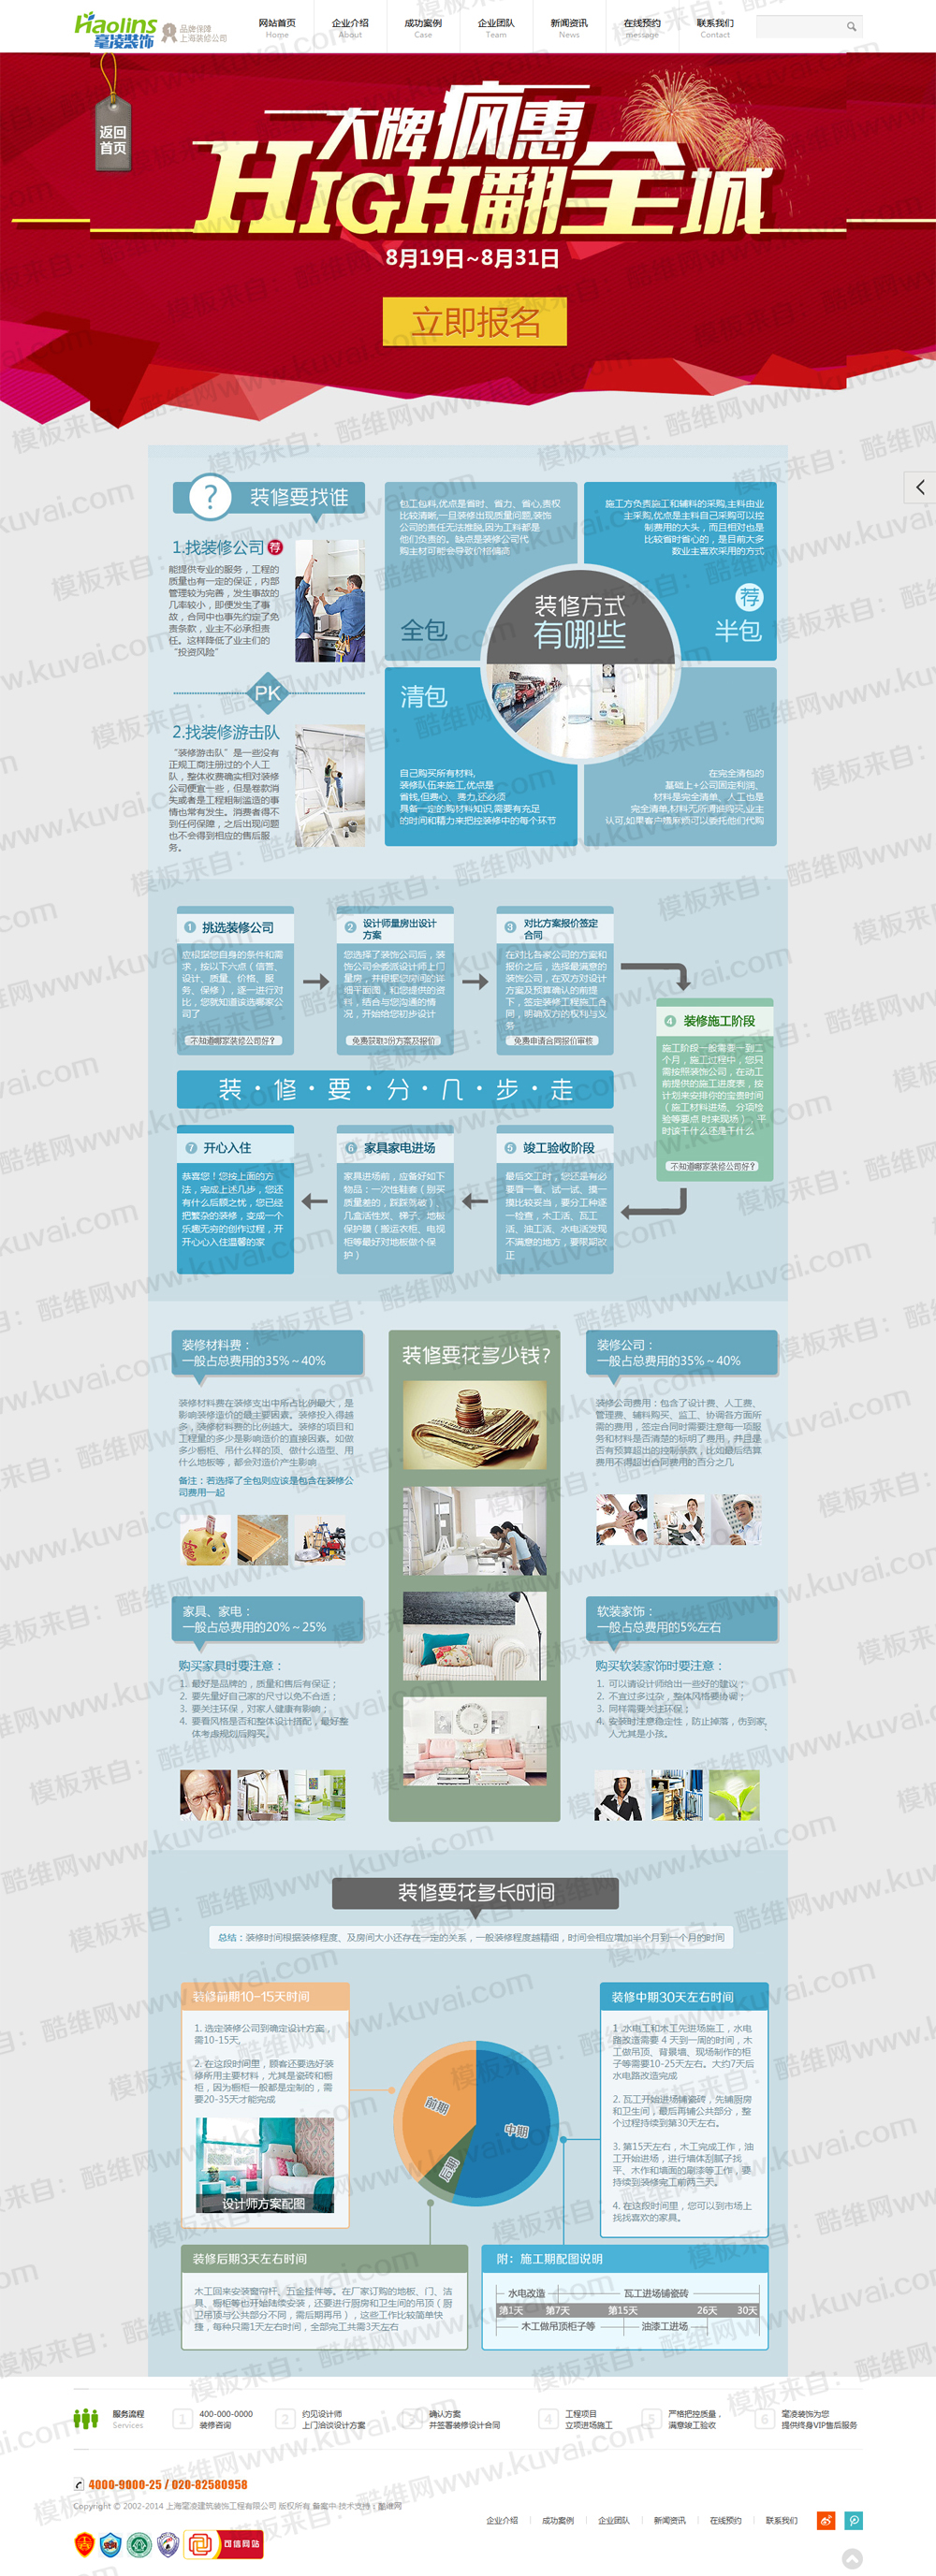 Haolins
毫凌装饰
品牌保障
上海装修公司
网站首页
Home
企业介绍
About
成功案例
Case
企业团队
Team
新闻资讯
News
在线预约
message
联系我们
Contact
返回
首页
大牌疯惠
HIGH翻全城
8月19日~8月31日
立即报名
装修要找谁
1.找装修公司 荐
能提供专业的服务，工程的
质量也有一定的保证，内部
管理较为完善，发生事故的
几率较小，即便发生了事
故，合同中也事先约定了免
责条款，业主不必承担责
任。这样降低了业主们的
“投资风险”
PK
2.找装修游击队
“装修游击队”是一些没有
正规工商注册过的个人工
队，整体收费确实相对装修
公司便宜一些，但是卷款消
失或者是工程粗制滥造的事
情也常有发生。消费者得不
到任何保障，之后出现问题
也不会得到相应的售后服
务。
包工包料,优点是省时、省力、省心,责权
比较清晰,一旦装修出现质量问题,装饰
公司的责任无法推脱,因为工料都是
他们负责的。缺点是装修公司代
购主材可能会导致价格偏高
全包
施工方负责施工和辅料的采购,主料由业
主采购,优点是主料自己采购可以控
制费用的大头，而且相对也是
比较省时省心的，是目前大多
数业主喜欢采用的方式
荐
半包
装修方式
有哪些
清包
自己购买所有材料,
装修队伍来施工,优点是
省钱,但费心、费力,还必须
具备一定的购材料知识,需要有充足
的时间和精力来把控装修中的每个环节
在完全清包的
基础上+公司固定利润、
材料是完全清单、人工也是
完全清单,材料无所谓谁购买,业主
认可,如果客户嫌麻烦可以委托他们代购
1 挑选装修公司
应根据您自身的条件和需
求，按以下六点（信誉、
设计、质量、价格、服
务、保修），逐一进行对
比，您就知道该选哪家公
司了
不知道哪家装修公司好？
2 设计师量房出设计
方案
您选择了装饰公司后，装
饰公司会委派设计师上门
量房，并根据您房间的详
细平面图，和您提供的资
料，结合与您沟通的情
况，开始给您初步设计
免费获取3份方案及报价
3 对比方案报价签定
合同
在对比各家公司的方案和
报价之后，选择最满意的
装饰公司，在双方对设计
方案及预算确认的前提
下，签定装修工程施工合
同，明确双方的权利与义
务
免费申请合同报价审核
4 装修施工阶段
施工阶段一般需要一到二
个月，施工过程中，您只
需按照装饰公司，在动工
前提供的施工进度表，按
计划来安排你的宝贵时间
（施工材料进场、分项检
验等要点 时来现场），平
时该干什么还是干什么
不知道哪家装修公司好？
装·修·要·分·几·步·走
7 开心入住
恭喜您！您按上面的方
法，完成上述几步，您还
有什么后顾之忧，您已经
把繁杂的装修，变成一个
乐趣无穷的创作过程，开
开心心入住温馨的家
6 家具家电进场
家具进场前，应备好如下
物品：一次性鞋套（别买
质量差的，踩踩就破）、
几盒活性炭、梯子、地板
保护膜（搬运衣柜、电视
柜等最好对地板做个保
护）
5 竣工验收阶段
最后交工时，您还是有必
要看一看、试一试、摸一
摸比较妥当，要分工种逐
一检查，木工活、瓦工
活、油工活、水电活发现
不满意的地方，要限期改
正
装修材料费：
一般占总费用的35%～40%
装修材料费在装修支出中所占比例最大，是
影响装修造价的最主要因素。装修投入得越
多，装修材料费的比例越大。装修的项目和
工程量的多少是影响造价的直接因素。如做
多少橱柜、吊什么样的顶、做什么造型、用
什么地板等，都会对造价产生影响
备注：若选择了全包则应该是包含在装修公
司费用一起
装修要花多少钱?
装修公司：
一般占总费用的35%～40%
装修公司费用：包含了设计费、人工费、
管理费、辅料购买、监工、协调各方面所
需的费用，签定合同时需要注意每一项服
务和材料是否清楚的标明了费用，并且是
否有预算超出的控制条款，比如最后结算
费用不得超出合同费用的百分之几
家具、家电：
一般占总费用的20%～25%
购买家具时要注意：
1. 最好是品牌的，质量和售后有保证；
2. 要先量好自己家的尺寸以免不合适；
3. 要关注环保，对家人健康有影响；
4. 要看风格是否和整体设计搭配，最好整
体考虑规划后购买。
软装家饰：
一般占总费用的5%左右
购买软装家饰时要注意：
1. 可以请设计师给出一些好的建议；
2. 不宜过多过杂，整体风格要协调；
3. 同样需要关注环保；
4. 安装时注意稳定性，防止掉落，伤到家
人尤其是小孩。
装修要花多长时间
总结：装修时间根据装修程度、及房间大小还存在一定的关系，一般装修程度越精细，时间会相应增加半个月到一个月的时间
装修前期10-15天时间
1. 选定装修公司到确定设计方案，
需10-15天。
2. 在这段时间里，顾客还要选好装
修所用主要材料，尤其是瓷砖和橱
柜，因为橱柜一般都是定制的，需
要20-35天才能完成
设计师方案配图
前期
中期
后期
装修中期30天左右时间
1. 水电工和木工先进场施工，水电
路改造需要 4 天到一周的时间，木
工做吊顶、背景墙、现场制作的柜
子等需要10-25天左右。大约7天后
水电路改造完成
2. 瓦工开始进场铺瓷砖，先铺厨房
和卫生间，最后再铺公共部分，整
个过程持续到第30天左右。
3. 第15天左右，木工完成工作，油
工开始进场，进行墙体刮腻子找
平、木作和墙面的刷漆等工作，要
持续到装修完工前两三天。
4. 在这段时间里，您可以到市场上
找找喜欢的家具。
装修后期3天左右时间
木工回来安装窗帘杆、五金挂件等。在厂家订购的地板、门、洁
具、橱柜等也开始陆续安装，还要进行厨房和卫生间的吊顶（厨
卫吊顶与公共部分不同，需后期再吊），这些工作比较简单快
捷，每种只需1天左右时间，全部完工共需3天左右
附：施工期配图说明
水电改造
瓦工进场铺瓷砖
第1天 第7天 第15天 26天 30天
木工做吊顶柜子等
油漆工进场
服务流程
Services
1 400-000-0000
装修咨询
2 约见设计师
上门洽谈设计方案
3 确认方案
并签署装修设计合同
4 工程项目
立项进场施工
5 严格把控质量，
满意竣工验收
6 毫凌装饰为您
提供终身VIP售后服务
4000-9000-25 / 020-82580958
Copyright © 2002-2014 上海毫凌建筑装饰工程有限公司 版权所有 备案中 技术支持：酷维网
企业介绍
成功案例
企业团队
新闻资讯
在线预约
联系我们
可信网站
模板来自：酷维网www.kuvai.com